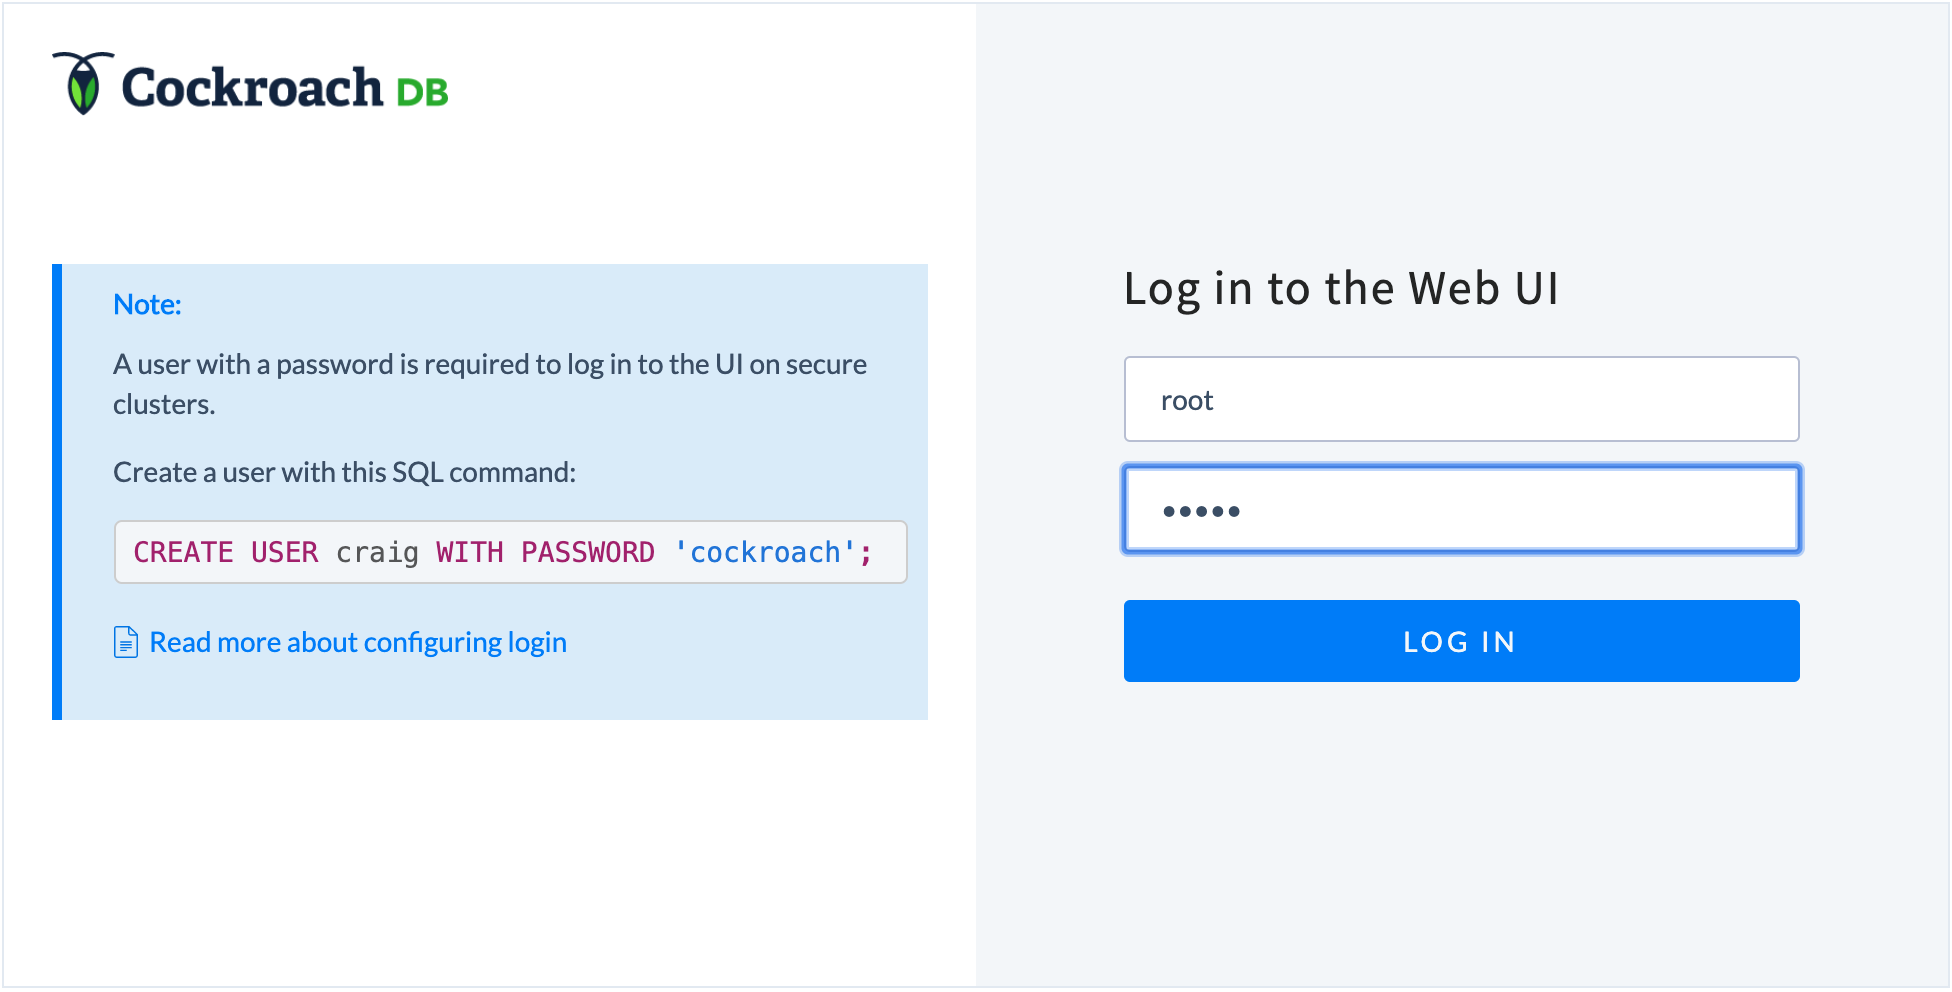 Cockroach DB
Note:
A user with a password is required to log in to the UI on secure
clusters.
Create a user with this SQL command:
CREATE USER craig WITH PASSWORD 'cockroach';
Read more about configuring login
Log in to the Web UI
root
•••••
LOG IN